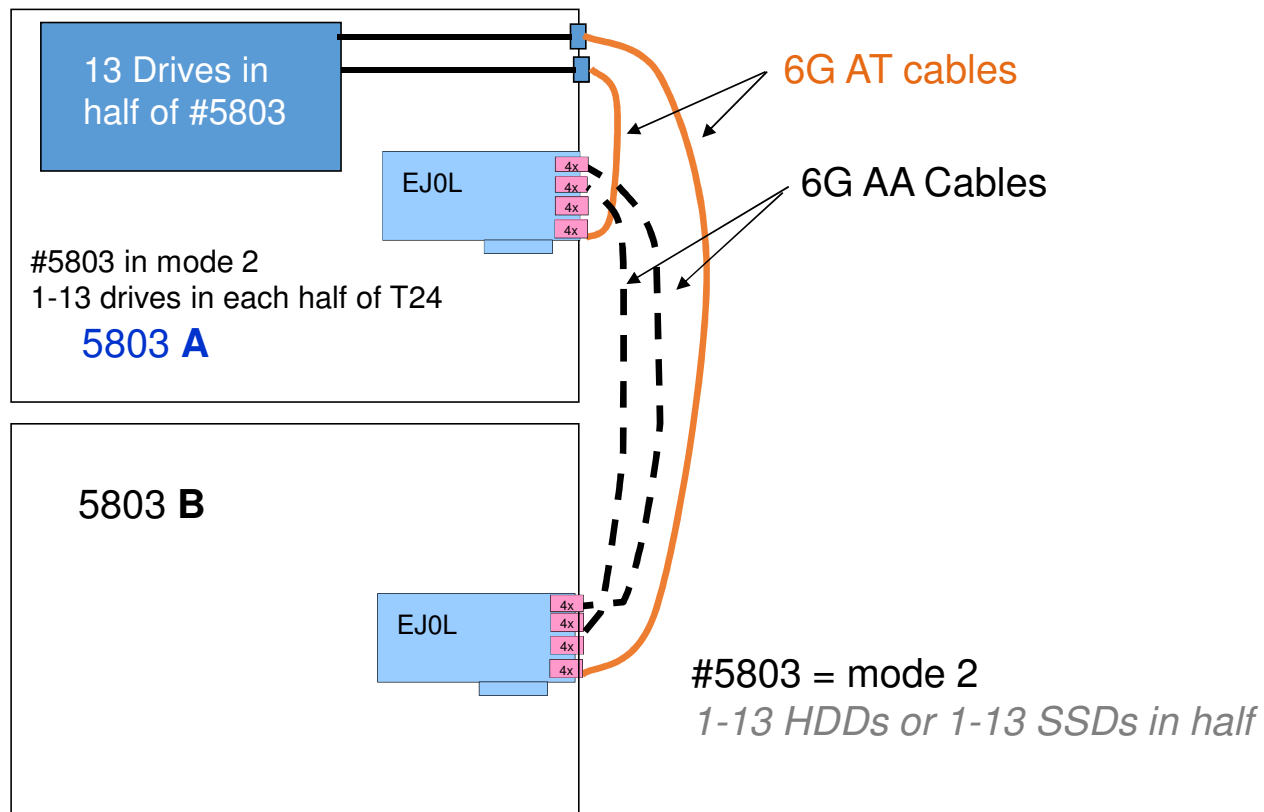 13 Drives in
half of #5803
6G AT cables
4x
EJ0L
4x
4x
4x
6G AA Cables
#5803 in mode 2
1-13 drives in each half of T24
5803 A
5803 B
4x
EJ0L
4x
4x
4x
#5803 = mode 2
1-13 HDDs or 1-13 SSDs in half